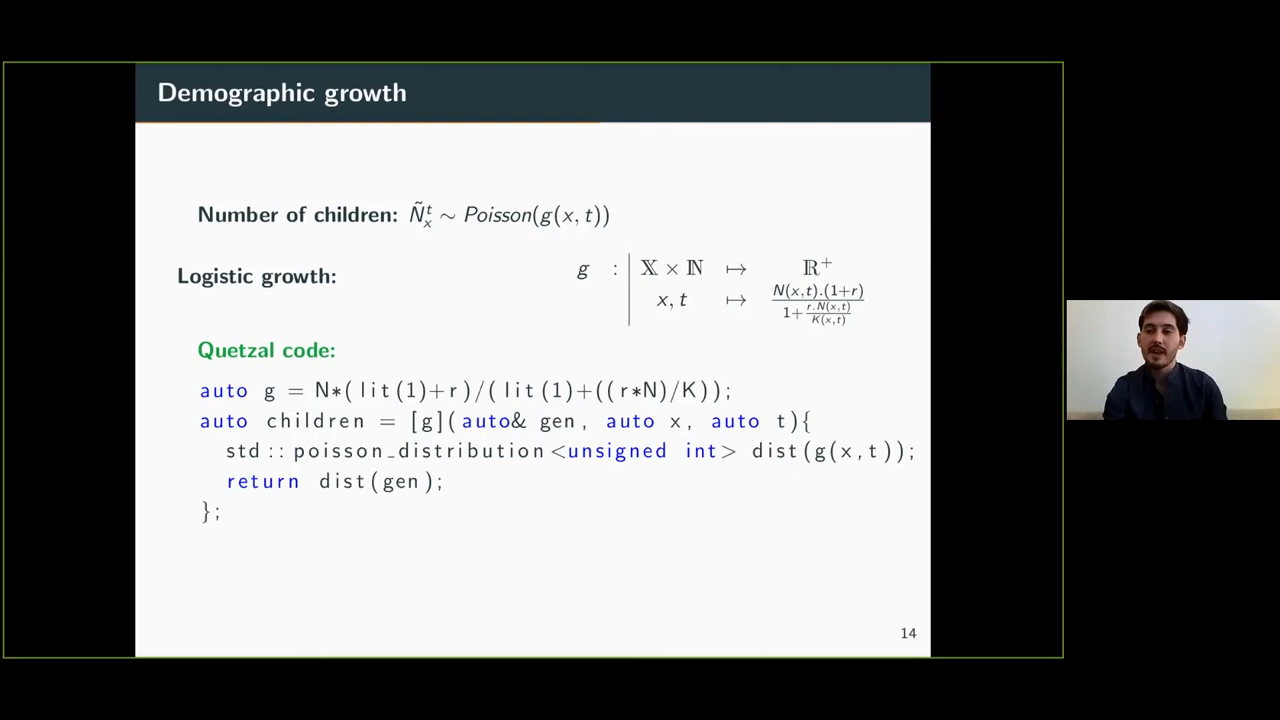 Demographic growth
Number of children: Ñₓᵗ ∼ Poisson(g(x, t))
Logistic growth: g : | 𝕏 × ℕ ↦ ℝ⁺
x, t ↦ N(x,t).(1+r) / (1 + r.N(x,t) / K(x,t))
Quetzal code:
auto g = N*(lit(1)+r)/(lit(1)+((r*N)/K));
auto children = [g](auto& gen, auto x, auto t){
std::poisson_distribution<unsigned int> dist(g(x,t));
return dist(gen);
};
14